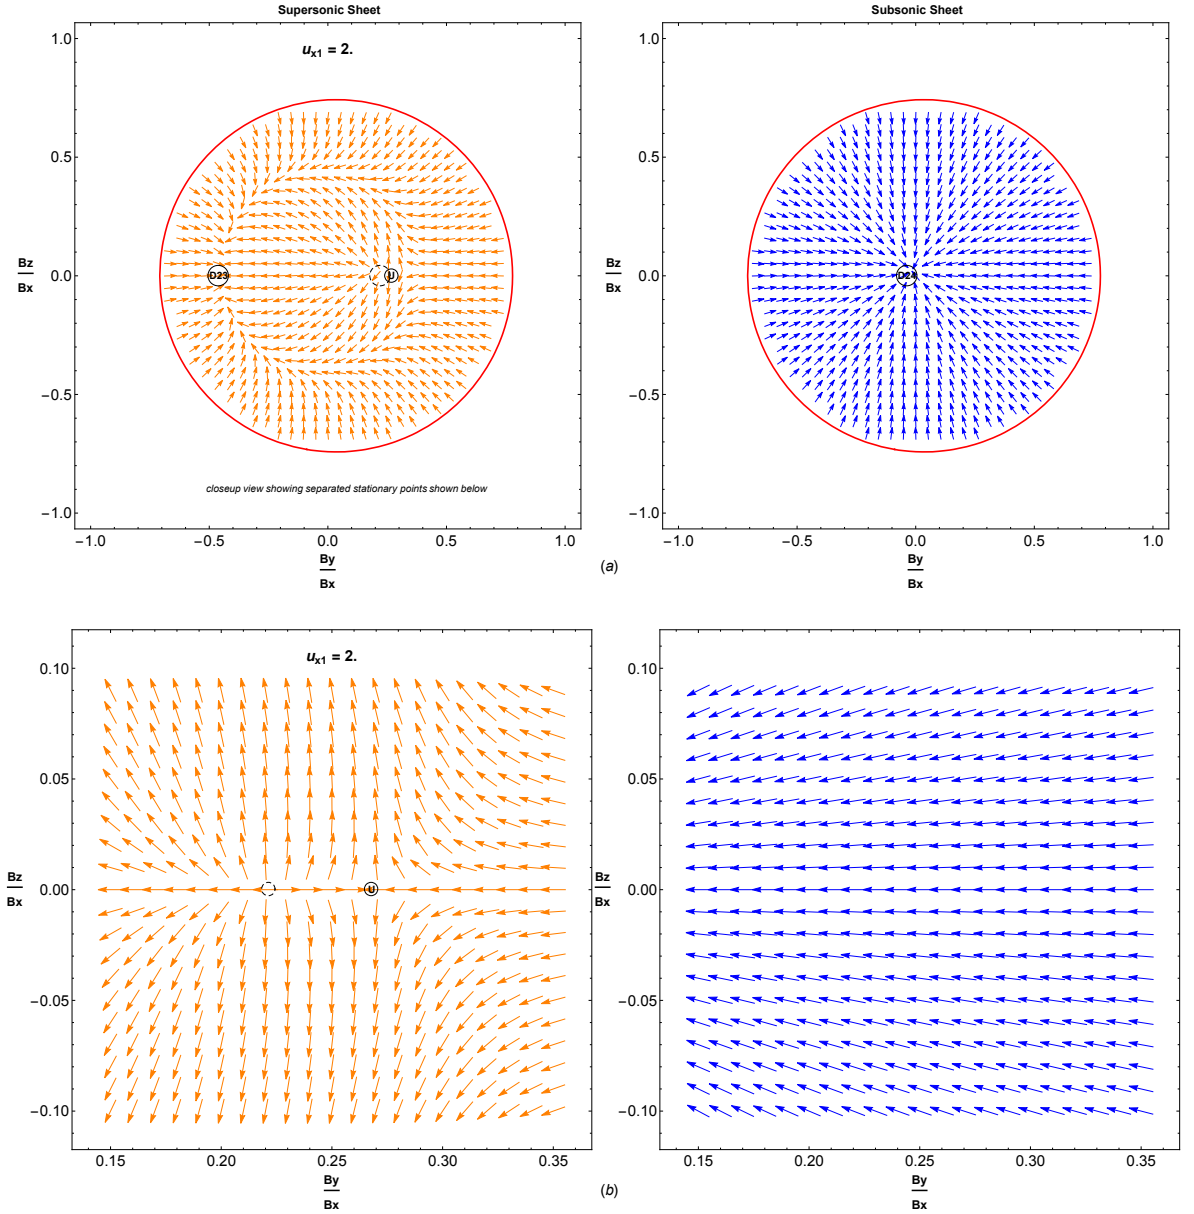 Supersonic Sheet
Subsonic Sheet
u_x1 = 2.
1.0
0.5
0.0
−0.5
−1.0
Bz
Bx
D23
U
closeup view showing separated stationary points shown below
−1.0 −0.5 0.0 0.5 1.0
By
Bx
1.0
0.5
0.0
−0.5
−1.0
Bz
Bx
D24
−1.0 −0.5 0.0 0.5 1.0
By
Bx
(a)
u_x1 = 2.
0.10
0.05
0.00
−0.05
−0.10
Bz
Bx
U
0.15 0.20 0.25 0.30 0.35
By
Bx
0.10
0.05
0.00
−0.05
−0.10
Bz
Bx
0.15 0.20 0.25 0.30 0.35
By
Bx
(b)